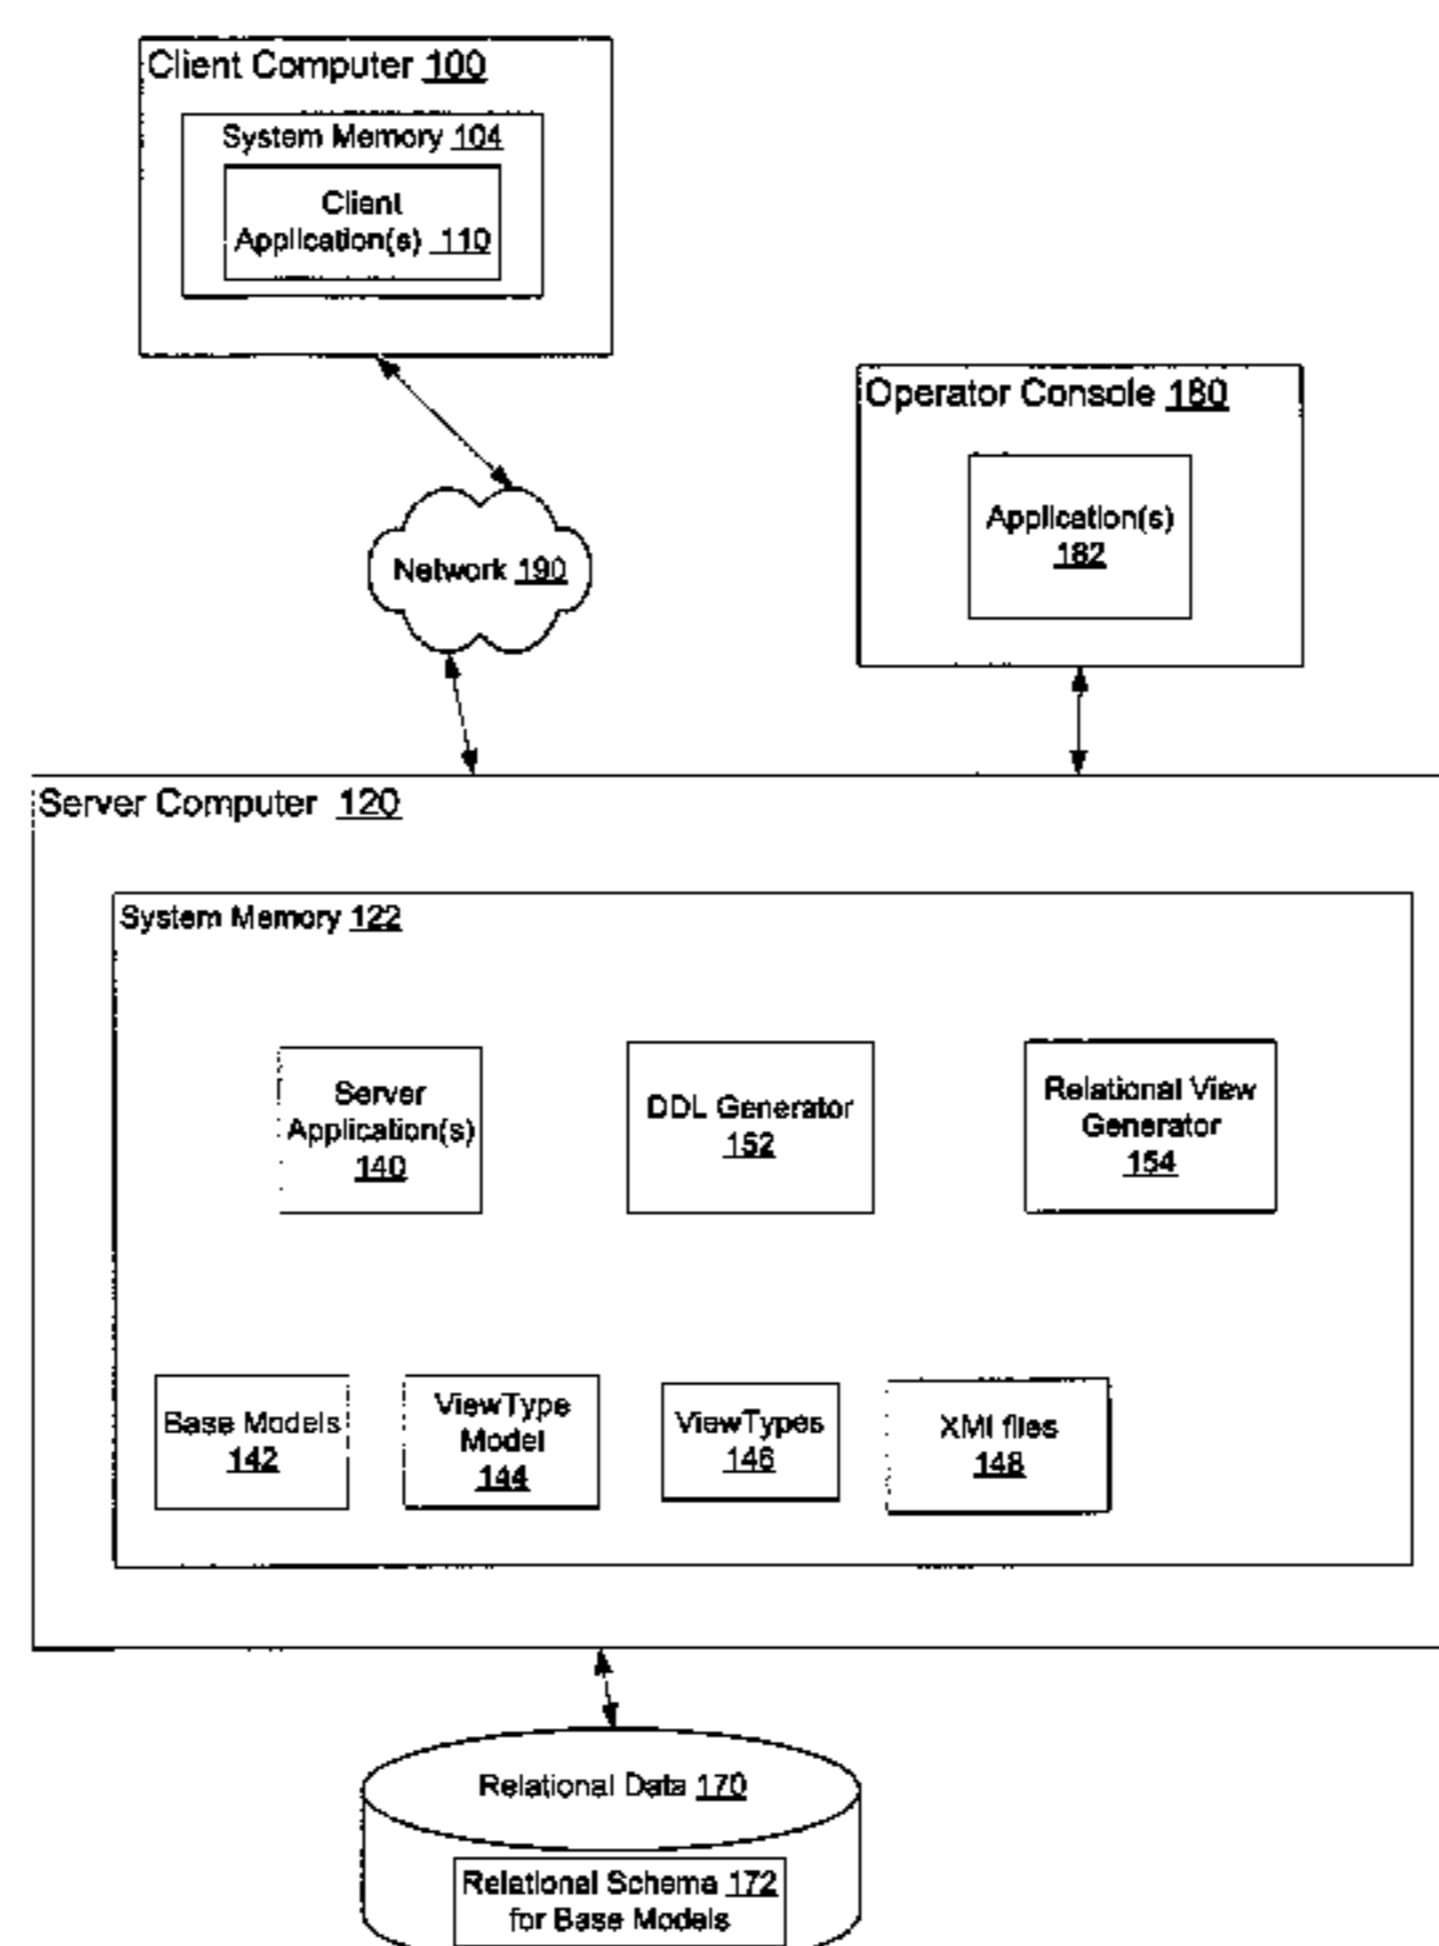 Client Computer 100
System Memory 104
Client
Application(s) 110
Operator Console 180
Application(s)
182
Network 190
Server Computer 120
System Memory 122
Server
Application(s)
140
DDL Generator
152
Relational View
Generator
154
Base Models
142
ViewType
Model
144
ViewTypes
146
XMI files
148
Relational Data 170
Relational Schema 172
for Base Models